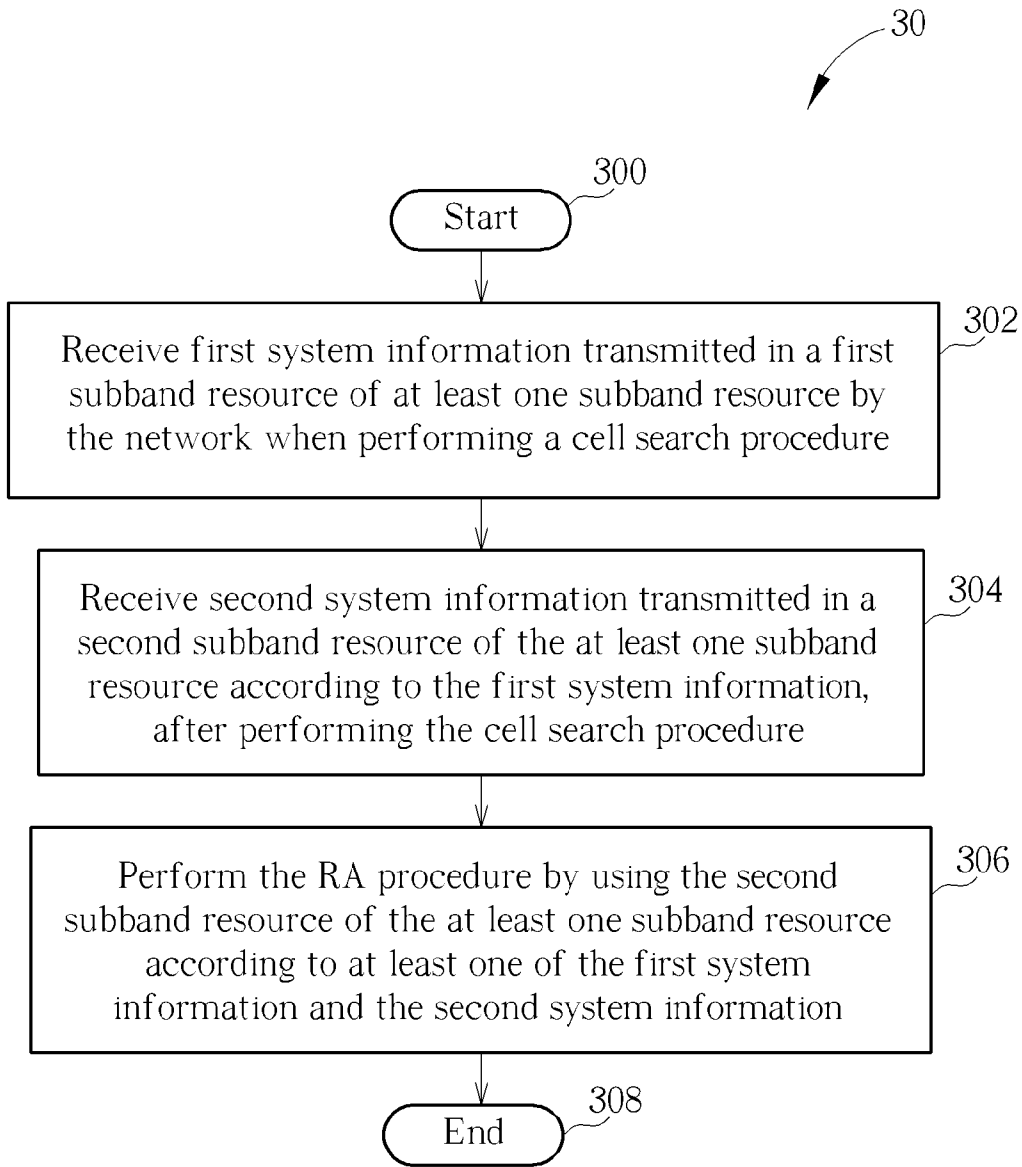 30
300
Start
302
Receive first system information transmitted in a first
subband resource of at least one subband resource by
the network when performing a cell search procedure
304
Receive second system information transmitted in a
second subband resource of the at least one subband
resource according to the first system information,
after performing the cell search procedure
306
Perform the RA procedure by using the second
subband resource of the at least one subband resource
according to at least one of the first system
information and the second system information
308
End